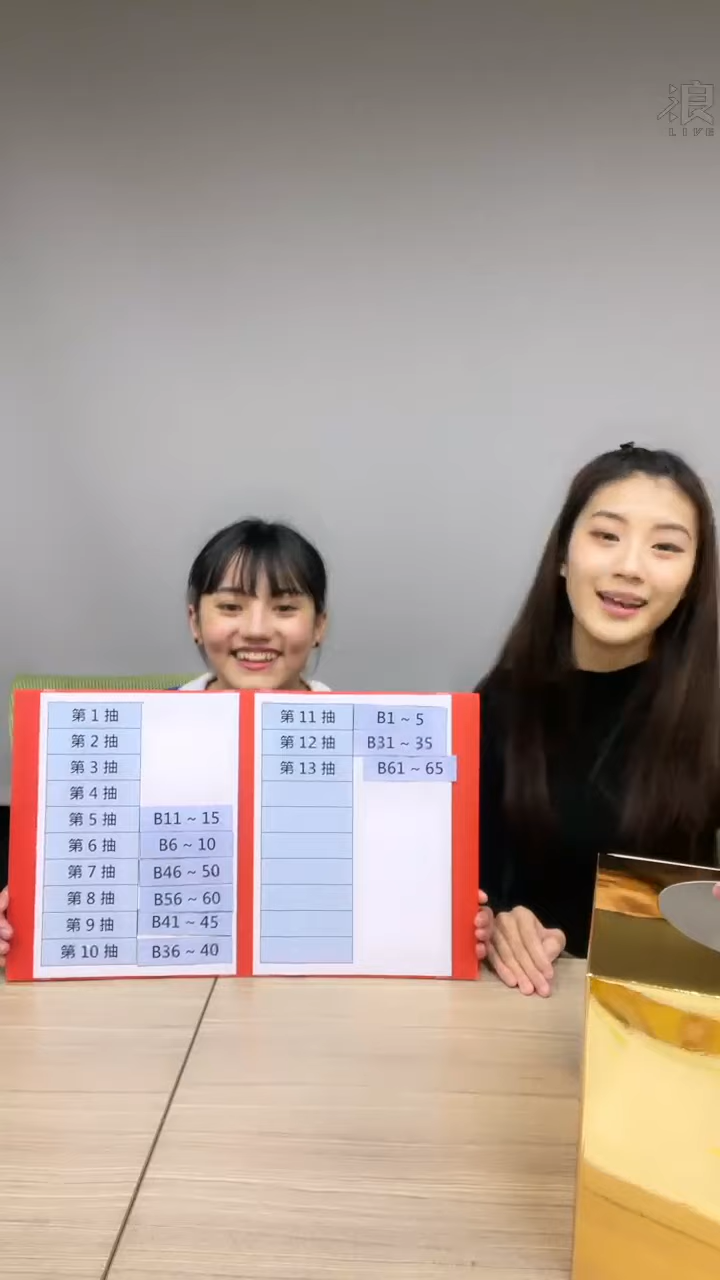 浪
LIVE
第 1 抽
第 2 抽
第 3 抽
第 4 抽
第 5 抽 B11 ~ 15
第 6 抽 B6 ~ 10
第 7 抽 B46 ~ 50
第 8 抽 B56 ~ 60
第 9 抽 B41 ~ 45
第 10 抽 B36 ~ 40
第 11 抽 B1 ~ 5
第 12 抽 B31 ~ 35
第 13 抽 B61 ~ 65